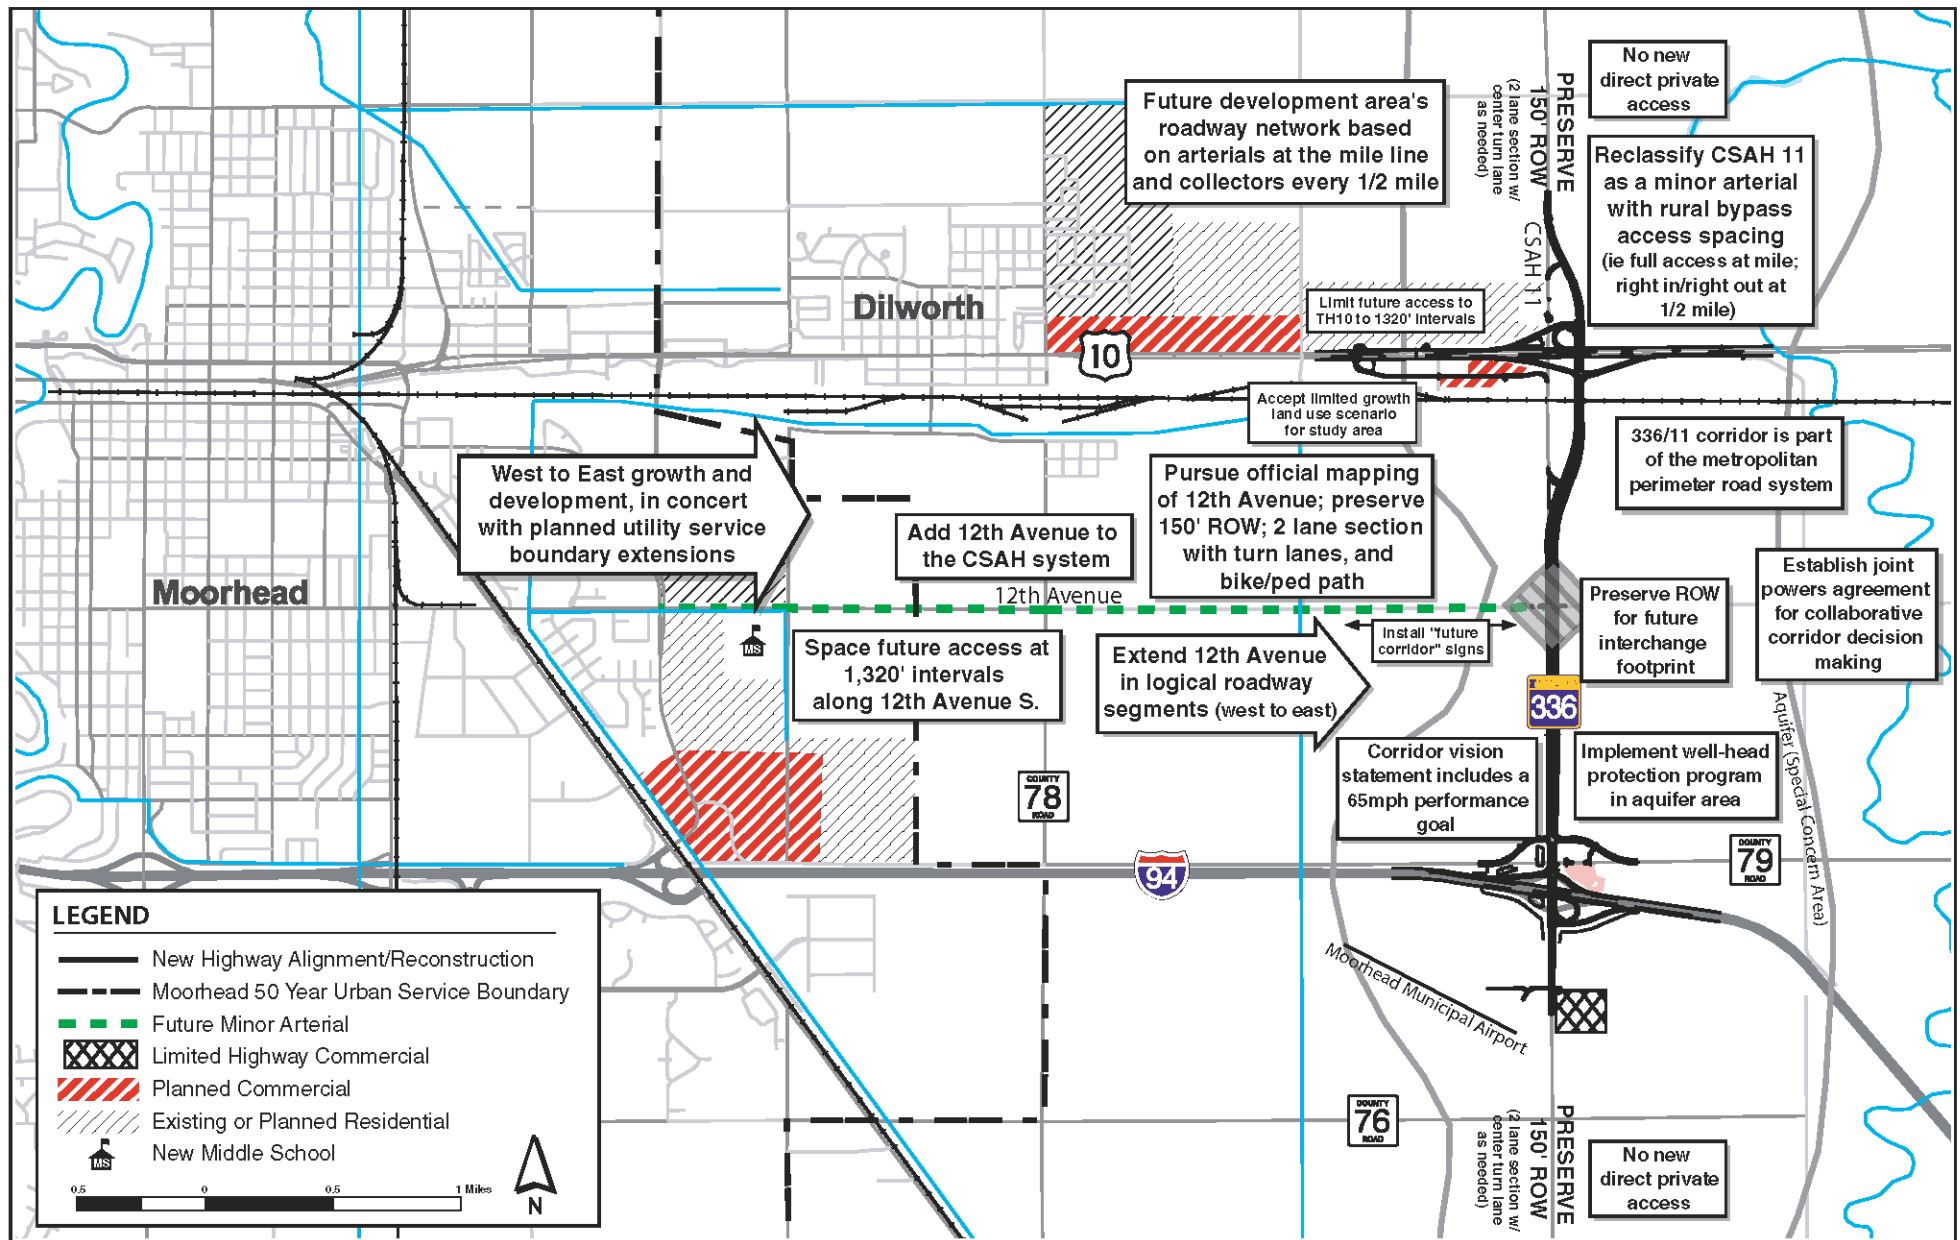 No new
direct private
access
PRESERVE
150' ROW
(2 lane section w/
center turn lane
as needed)
Future development area's
roadway network based
on arterials at the mile line
and collectors every 1/2 mile
Reclassify CSAH 11
as a minor arterial
with rural bypass
access spacing
(ie full access at mile;
right in/right out at
1/2 mile)
CSAH 11
Dilworth
Limit future access to
TH10 to 1320' intervals
10
Accept limited growth
land use scenario
for study area
336/11 corridor is part
of the metropolitan
perimeter road system
West to East growth and
development, in concert
with planned utility service
boundary extensions
Pursue official mapping
of 12th Avenue; preserve
150' ROW; 2 lane section
with turn lanes, and
bike/ped path
Add 12th Avenue to
the CSAH system
12th Avenue
Moorhead
Establish joint
powers agreement
for collaborative
corridor decision
making
Preserve ROW
for future
interchange
footprint
MS
Space future access at
1,320' intervals
along 12th Avenue S.
Extend 12th Avenue
in logical roadway
segments (west to east)
Install "future
corridor" signs
336
Corridor vision
statement includes a
65mph performance
goal
Implement well-head
protection program
in aquifer area
Aquifer (Special Concern Area)
COUNTY
78
ROAD
COUNTY
79
ROAD
94
Moorhead Municipal Airport
COUNTY
76
ROAD
PRESERVE
150' ROW
(2 lane section w/
center turn lane
as needed)
No new
direct private
access
LEGEND
New Highway Alignment/Reconstruction
Moorhead 50 Year Urban Service Boundary
Future Minor Arterial
Limited Highway Commercial
Planned Commercial
Existing or Planned Residential
MS New Middle School
0.5 0 0.5 1 Miles
N